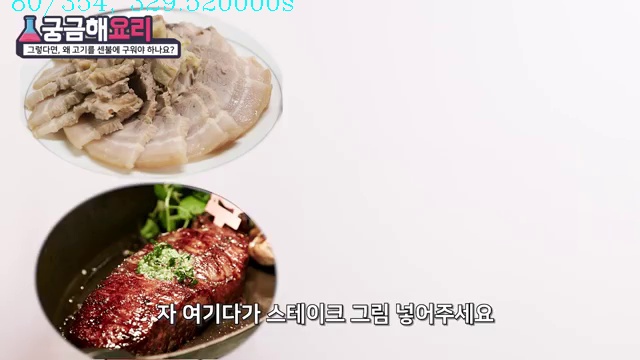 80/354, 329.520000s
궁금해요리
그렇다면, 왜 고기를 센불에 구워야 하나요?
자 여기다가 스테이크 그림 넣어주세요